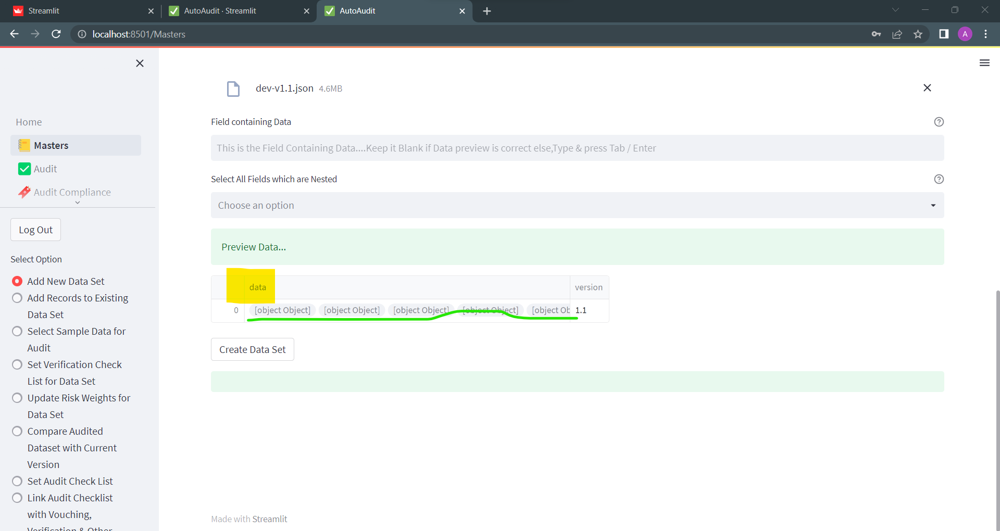 Streamlit
AutoAudit · Streamlit
AutoAudit
localhost:8501/Masters
A
dev-v1.1.json 4.6MB
Home
Masters
Audit
Audit Compliance
Log Out
Select Option
Add New Data Set
Add Records to Existing
Data Set
Select Sample Data for
Audit
Set Verification Check
List for Data Set
Update Risk Weights for
Data Set
Compare Audited
Dataset with Current
Version
Set Audit Check List
Link Audit Checklist
with Vouching,
Verification & Other
Field containing Data
This is the Field Containing Data....Keep it Blank if Data preview is correct else,Type & press Tab / Enter
Select All Fields which are Nested
Choose an option
Preview Data...
data version
0 [object Object] [object Object] [object Object] [object Object] [object Ob 1.1
Create Data Set
Made with Streamlit